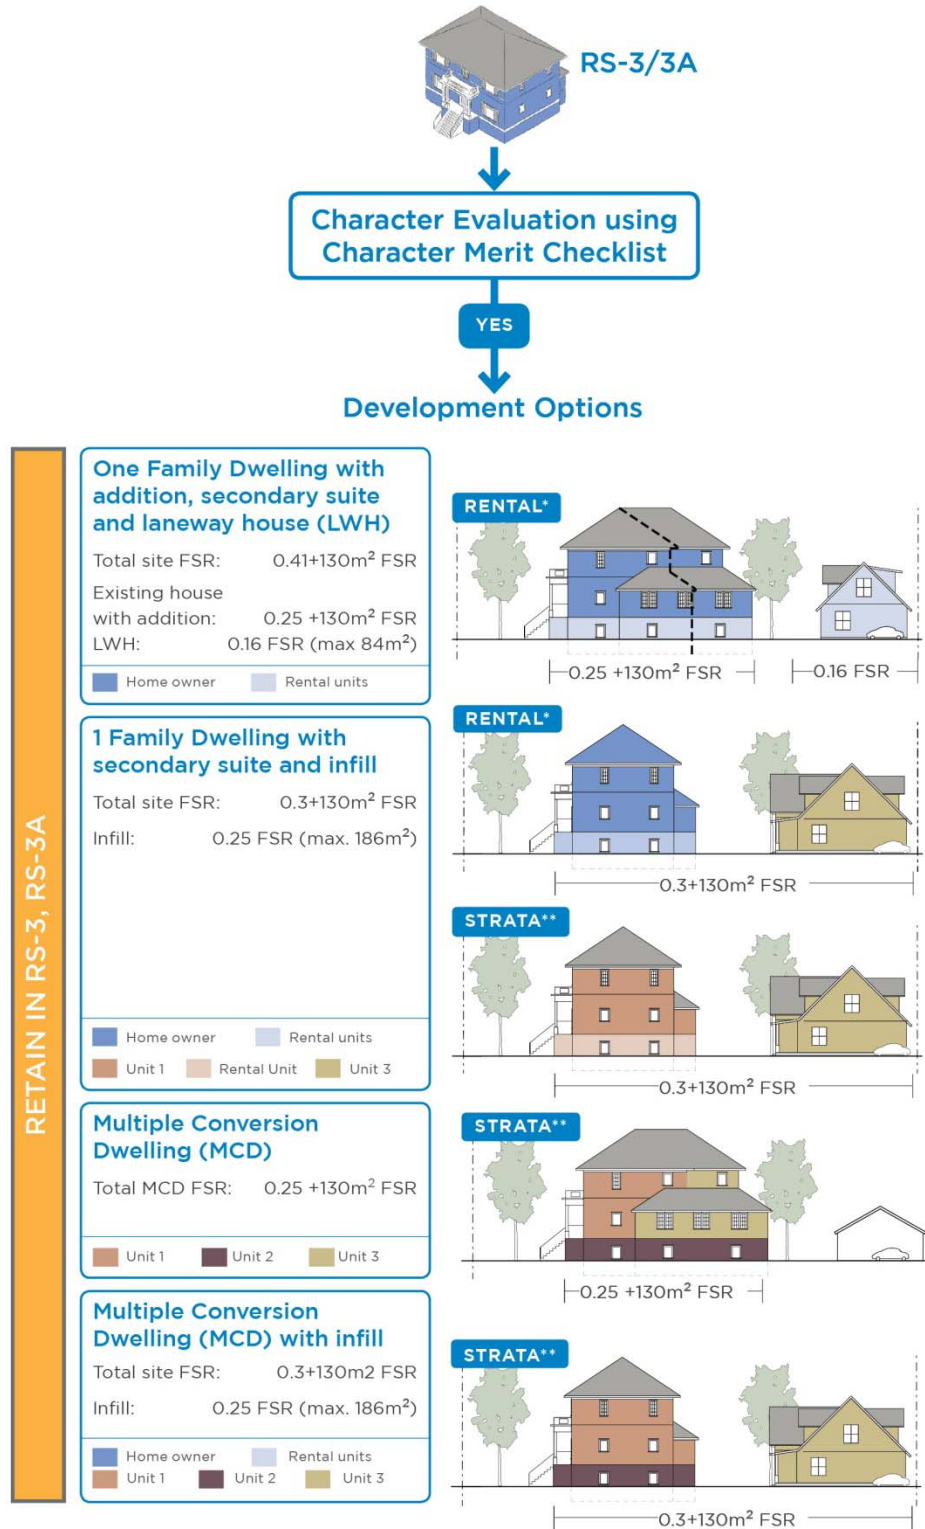 RS-3/3A
Character Evaluation using
Character Merit Checklist
YES
Development Options
RETAIN IN RS-3, RS-3A
One Family Dwelling with
addition, secondary suite
and laneway house (LWH)
Total site FSR: 0.41+130m² FSR
Existing house
with addition: 0.25 +130m² FSR
LWH: 0.16 FSR (max 84m²)
Home owner Rental units
RENTAL*
0.25 +130m² FSR 0.16 FSR
1 Family Dwelling with
secondary suite and infill
Total site FSR: 0.3+130m² FSR
Infill: 0.25 FSR (max. 186m²)
Home owner Rental units
Unit 1 Rental Unit Unit 3
RENTAL*
0.3+130m² FSR
STRATA**
0.3+130m² FSR
Multiple Conversion
Dwelling (MCD)
Total MCD FSR: 0.25 +130m² FSR
Unit 1 Unit 2 Unit 3
STRATA**
0.25 +130m² FSR
Multiple Conversion
Dwelling (MCD) with infill
Total site FSR: 0.3+130m2 FSR
Infill: 0.25 FSR (max. 186m²)
Home owner Rental units
Unit 1 Unit 2 Unit 3
STRATA**
0.3+130m² FSR